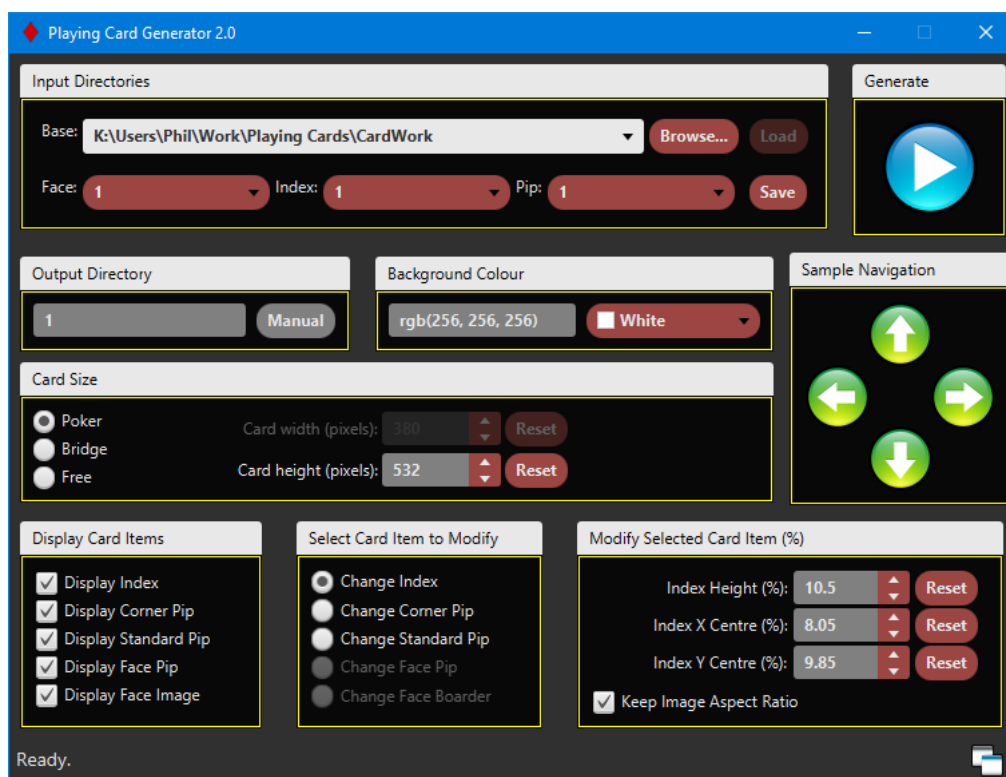 Playing Card Generator 2.0
Input Directories
Generate
Base: K:\Users\Phil\Work\Playing Cards\CardWork Browse... Load
Face: 1 Index: 1 Pip: 1 Save
Output Directory
Background Colour
Sample Navigation
1 Manual
rgb(256, 256, 256) White
Card Size
Poker
Bridge
Free
Card width (pixels): 380 Reset
Card height (pixels): 532 Reset
Display Card Items
Display Index
Display Corner Pip
Display Standard Pip
Display Face Pip
Display Face Image
Select Card Item to Modify
Change Index
Change Corner Pip
Change Standard Pip
Change Face Pip
Change Face Boarder
Modify Selected Card Item (%)
Index Height (%): 10.5 Reset
Index X Centre (%): 8.05 Reset
Index Y Centre (%): 9.85 Reset
Keep Image Aspect Ratio
Ready.